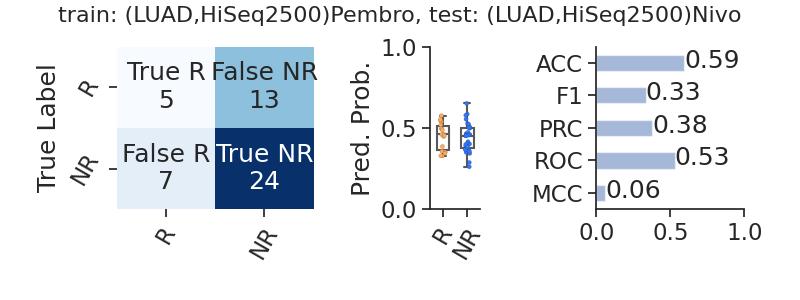 train: (LUAD,HiSeq2500)Pembro, test: (LUAD,HiSeq2500)Nivo
True Label
R
NR
True R
5
False NR
13
False R
7
True NR
24
R
NR
Pred. Prob.
1.0
0.5
0.0
R
NR
ACC
0.59
F1
0.33
PRC
0.38
ROC
0.53
MCC
0.06
0.0
0.5
1.0